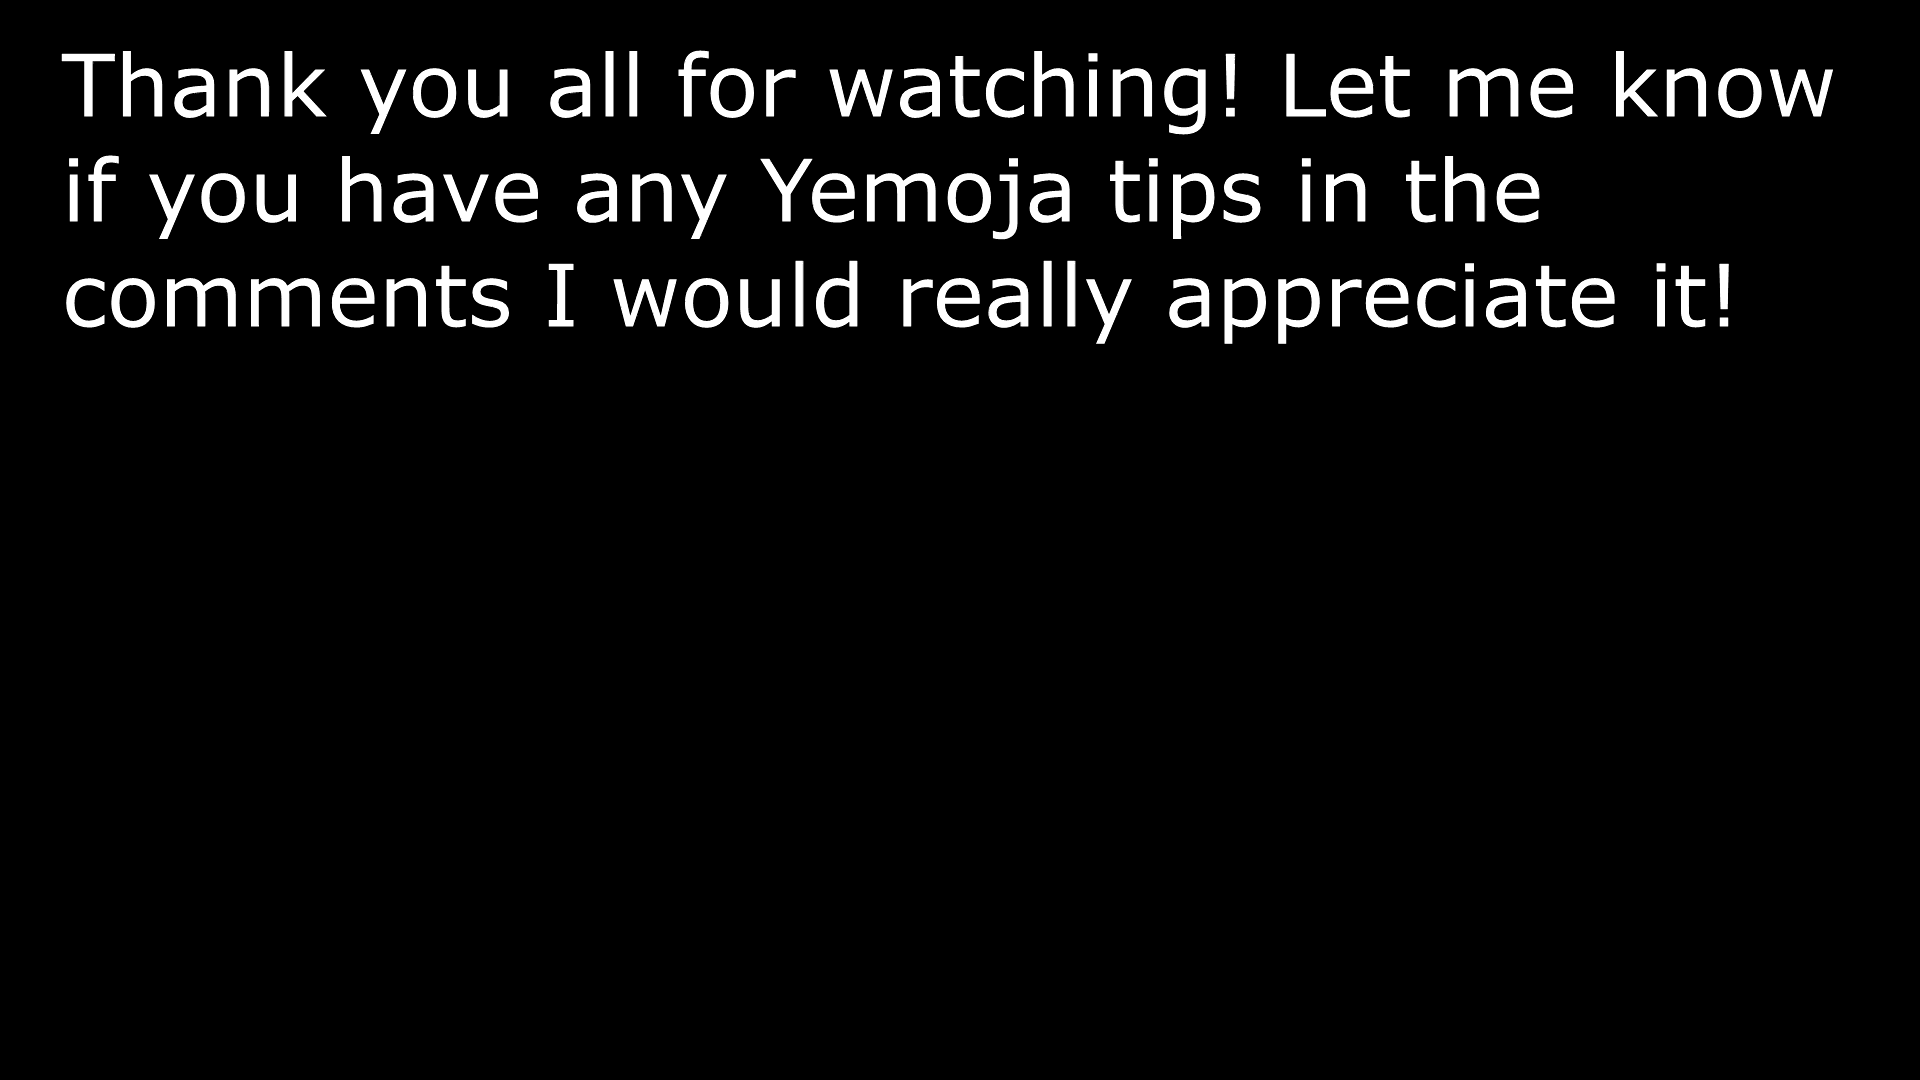 Thank you all for watching! Let me know
if you have any Yemoja tips in the
comments I would really appreciate it!